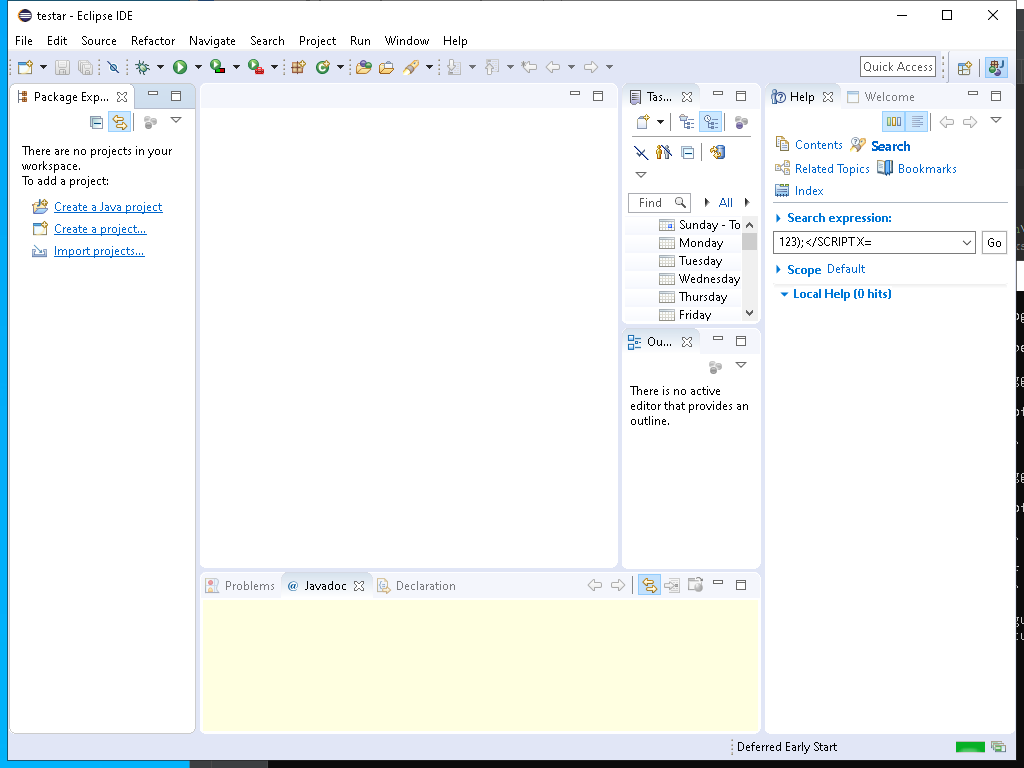 testar - Eclipse IDE
File Edit Source Refactor Navigate Search Project Run Window Help
Quick Access
Package Exp...
Tas...
Help
Welcome
There are no projects in your
workspace.
To add a project:
Create a Java project
Create a project...
Import projects...
Find
All
Sunday - To
Monday
Tuesday
Wednesday
Thursday
Friday
Ou...
There is no active
editor that provides an
outline.
Contents
Search
Related Topics
Bookmarks
Index
Search expression:
123);</SCRIPT X=
Go
Scope Default
Local Help (0 hits)
Problems
@ Javadoc
Declaration
Deferred Early Start